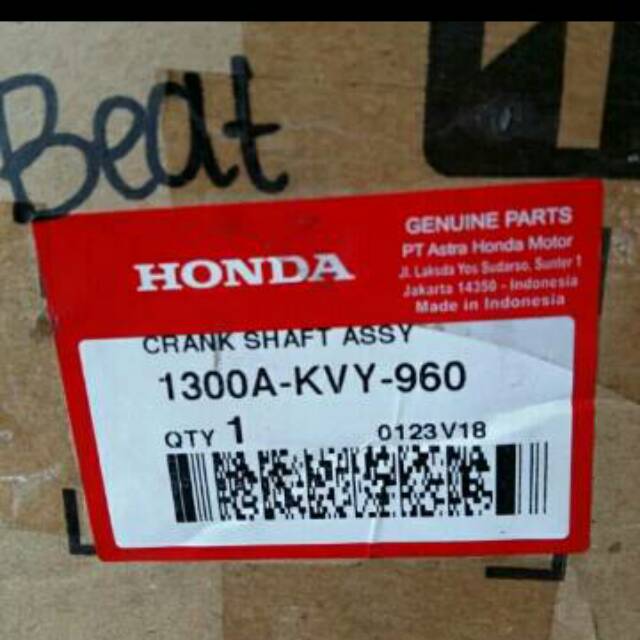 Beat
HONDA
GENUINE PARTS
PT Astra Honda Motor
Jl. Laksda Yos Sudarso, Sunter 1
Jakarta 14350 - Indonesia
Made in Indonesia
CRANK SHAFT ASSY
1300A-KVY-960
QTY 1 0123V18